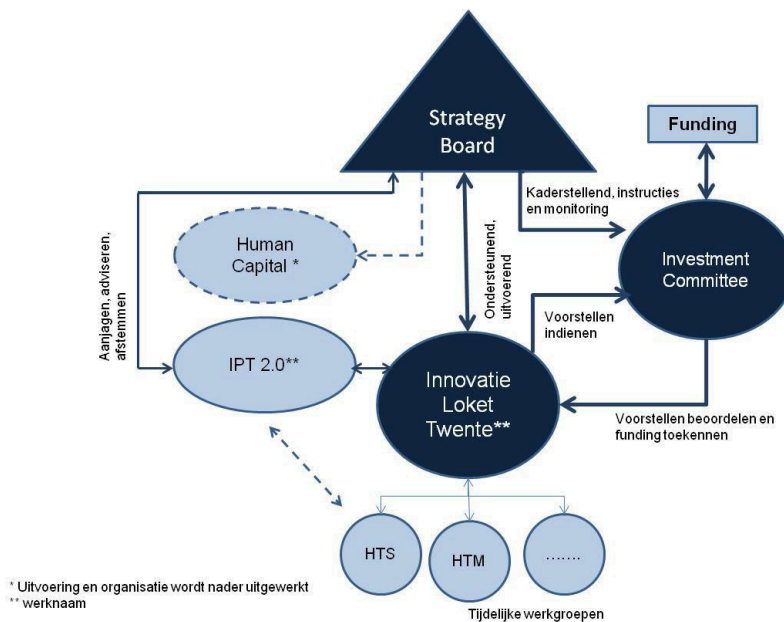 Strategy
Board
Funding
Kaderstellend, instructies
en monitoring
Human
Capital *
Investment
Committee
Aanjagen, adviseren,
afstemmen
Ondersteunend,
uitvoerend
Voorstellen
indienen
IPT 2.0**
Innovatie
Loket
Twente**
Voorstellen beoordelen en
funding toekennen
HTS
HTM
.......
* Uitvoering en organisatie wordt nader uitgewerkt
** werknaam
Tijdelijke werkgroepen